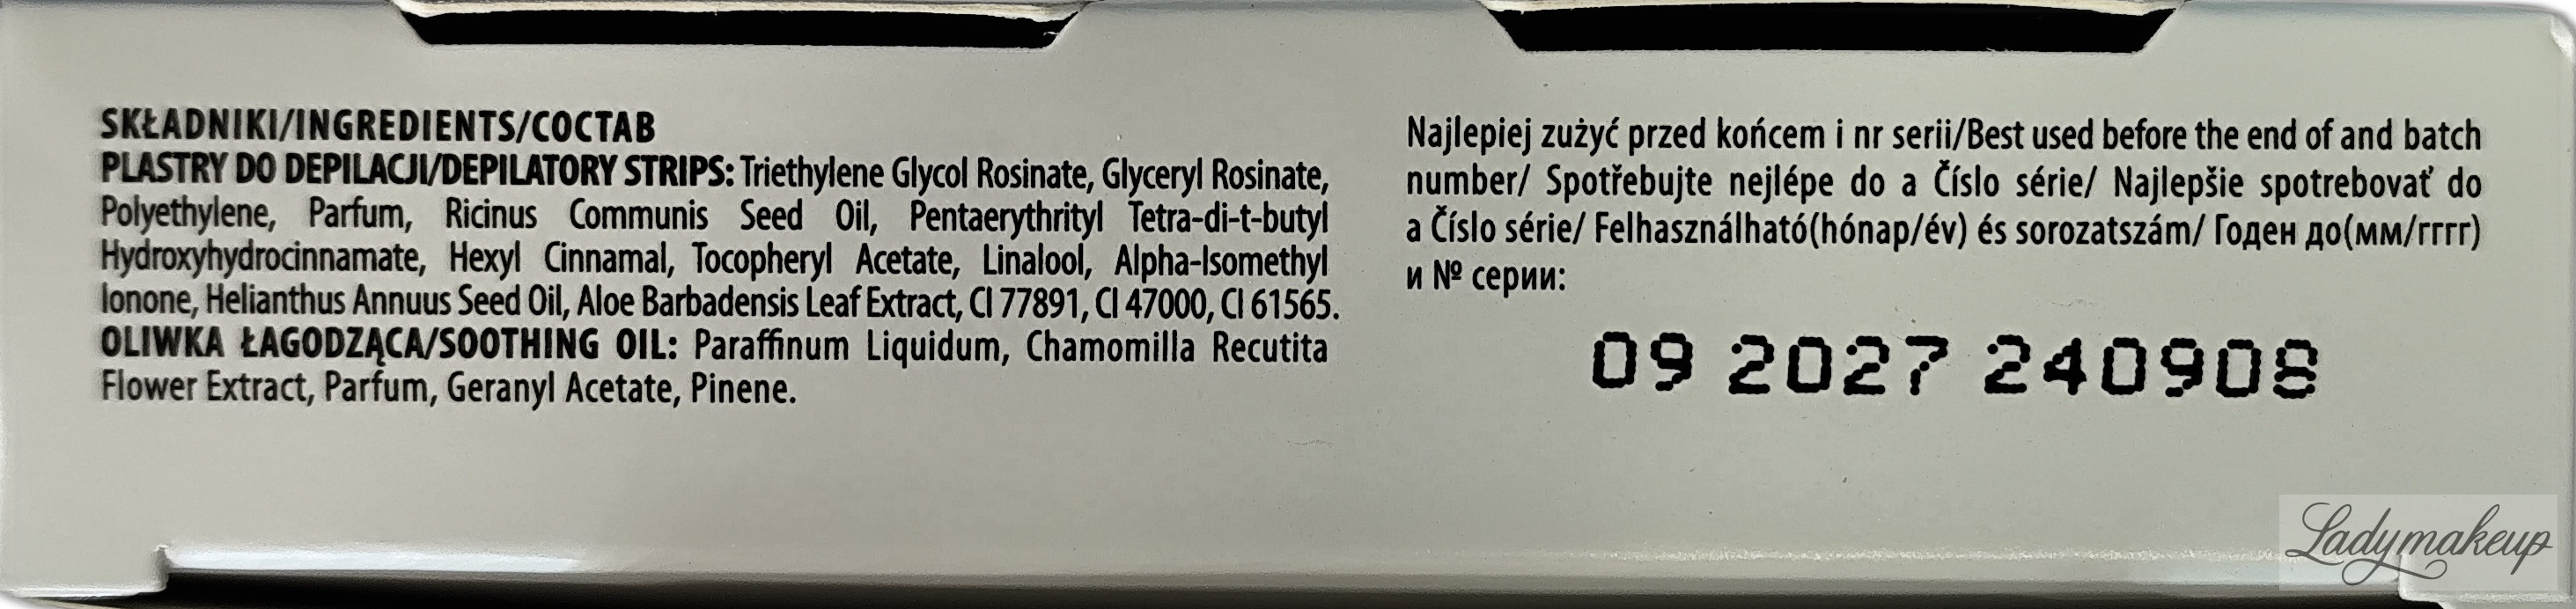 SKŁADNIKI/INGREDIENTS/СОСТАВ
PLASTRY DO DEPILACJI/DEPILATORY STRIPS: Triethylene Glycol Rosinate, Glyceryl Rosinate,
Polyethylene, Parfum, Ricinus Communis Seed Oil, Pentaerythrityl Tetra-di-t-butyl
Hydroxyhydrocinnamate, Hexyl Cinnamal, Tocopheryl Acetate, Linalool, Alpha-Isomethyl
Ionone, Helianthus Annuus Seed Oil, Aloe Barbadensis Leaf Extract, CI 77891, CI 47000, CI 61565.
OLIWKA ŁAGODZĄCA/SOOTHING OIL: Paraffinum Liquidum, Chamomilla Recutita
Flower Extract, Parfum, Geranyl Acetate, Pinene.
Najlepiej zużyć przed końcem i nr serii/Best used before the end of and batch
number/ Spotřebujte nejlépe do a Číslo série/ Najlepšie spotrebovať do
a Číslo série/ Felhasználható(hónap/év) és sorozatszám/ Годен до(мм/гггг)
и № серии:
09 2027 240908
Ladymakeup